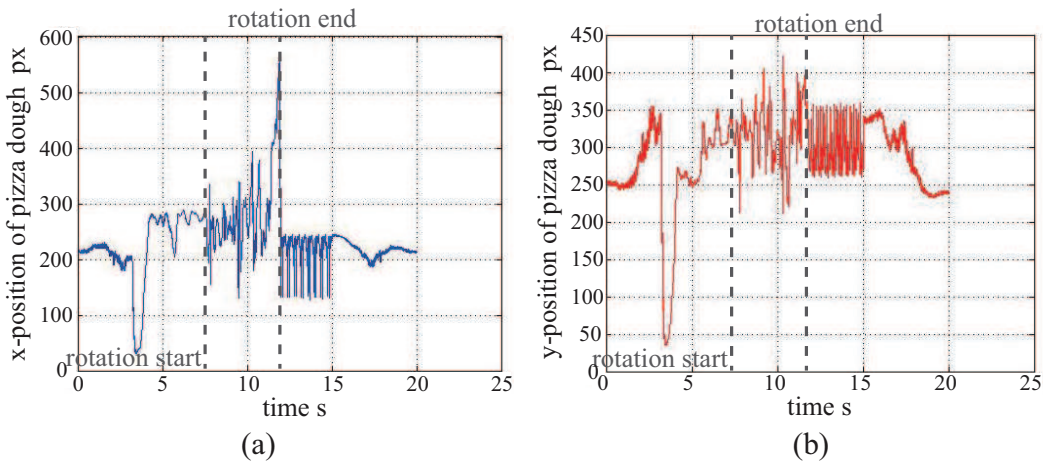 rotation end
x-position of pizza dough px
600
500
400
300
200
100
0
rotation start
0 5 10 15 20 25
time s
(a)
rotation end
y-position of pizza dough px
450
400
350
300
250
200
150
100
50
0
rotation start
0 5 10 15 20 25
time s
(b)